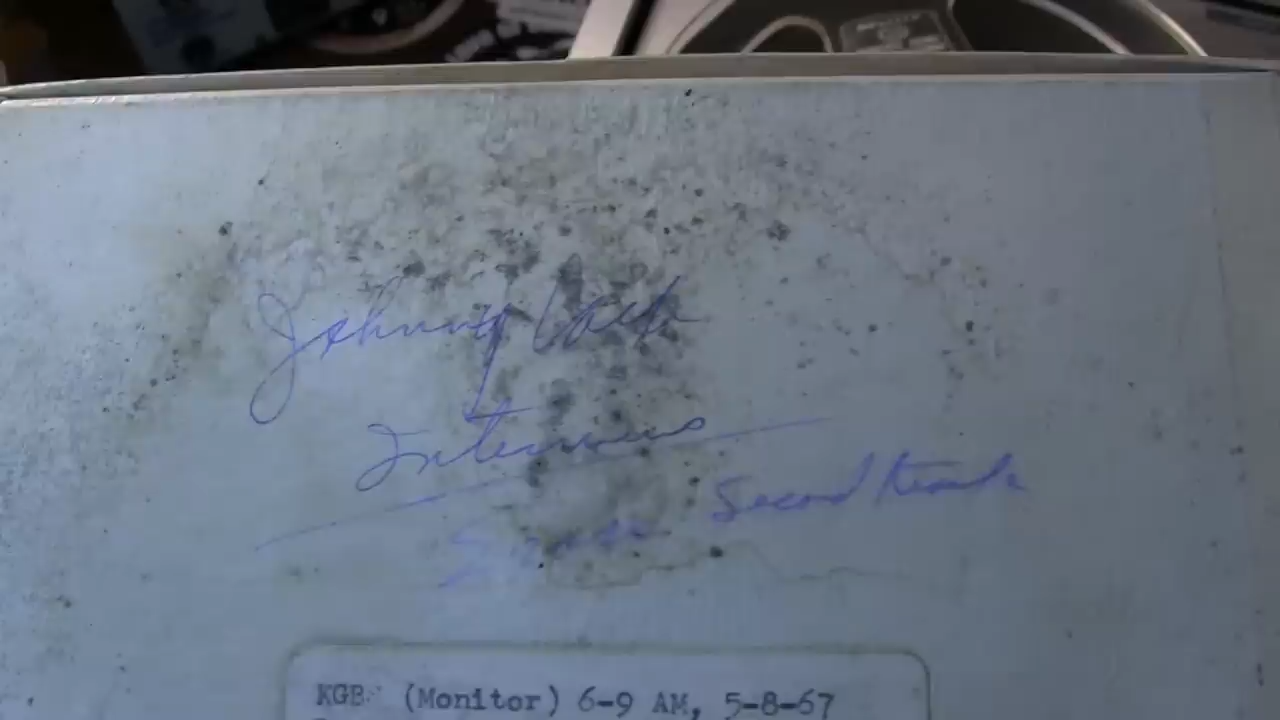 Johnny Cash
Interviews
Second track
KGB (Monitor) 6-9 AM, 5-8-67